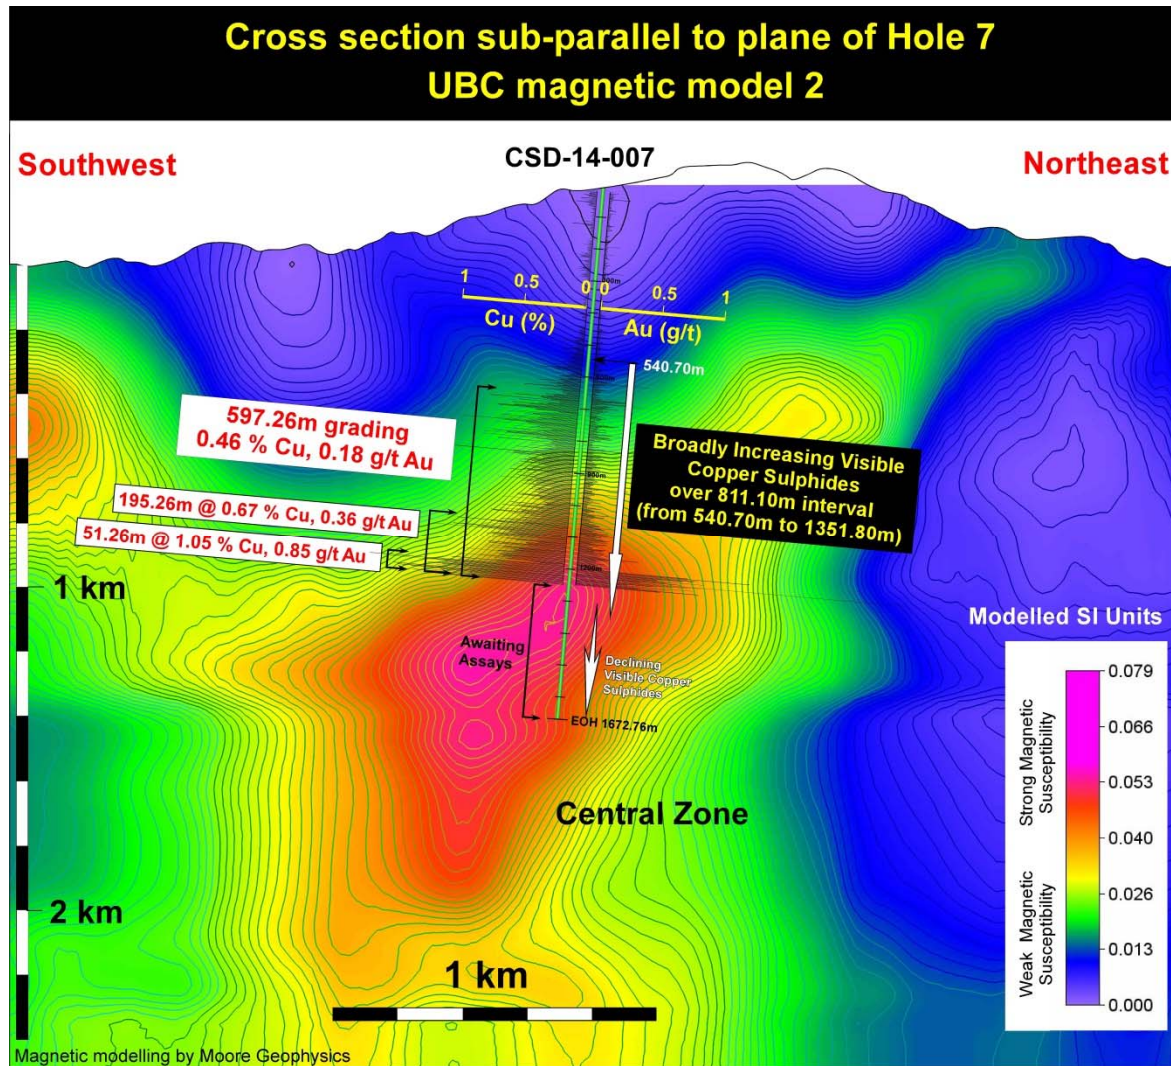 Cross section sub-parallel to plane of Hole 7
UBC magnetic model 2
Southwest
CSD-14-007
Northeast
1
0.5
0
0
0.5
1
Cu (%)
Au (g/t)
540.70m
597.26m grading
0.46 % Cu, 0.18 g/t Au
Broadly Increasing Visible
Copper Sulphides
over 811.10m interval
(from 540.70m to 1351.80m)
195.26m @ 0.67 % Cu, 0.36 g/t Au
51.26m @ 1.05 % Cu, 0.85 g/t Au
1200m
1 km
Awaiting
Assays
Declining
Visible Copper
Sulphides
EOH 1672.76m
Central Zone
2 km
1 km
Modelled SI Units
Strong Magnetic
Susceptibility
Weak Magnetic
Susceptibility
0.079
0.066
0.053
0.040
0.026
0.013
0.000
Magnetic modelling by Moore Geophysics